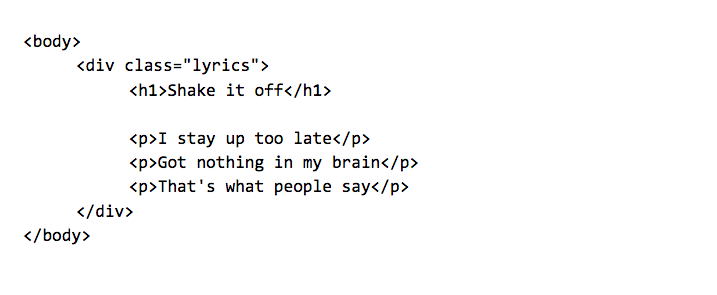 <body>
<div class="lyrics">
<h1>Shake it off</h1>
<p>I stay up too late</p>
<p>Got nothing in my brain</p>
<p>That's what people say</p>
</div>
</body>